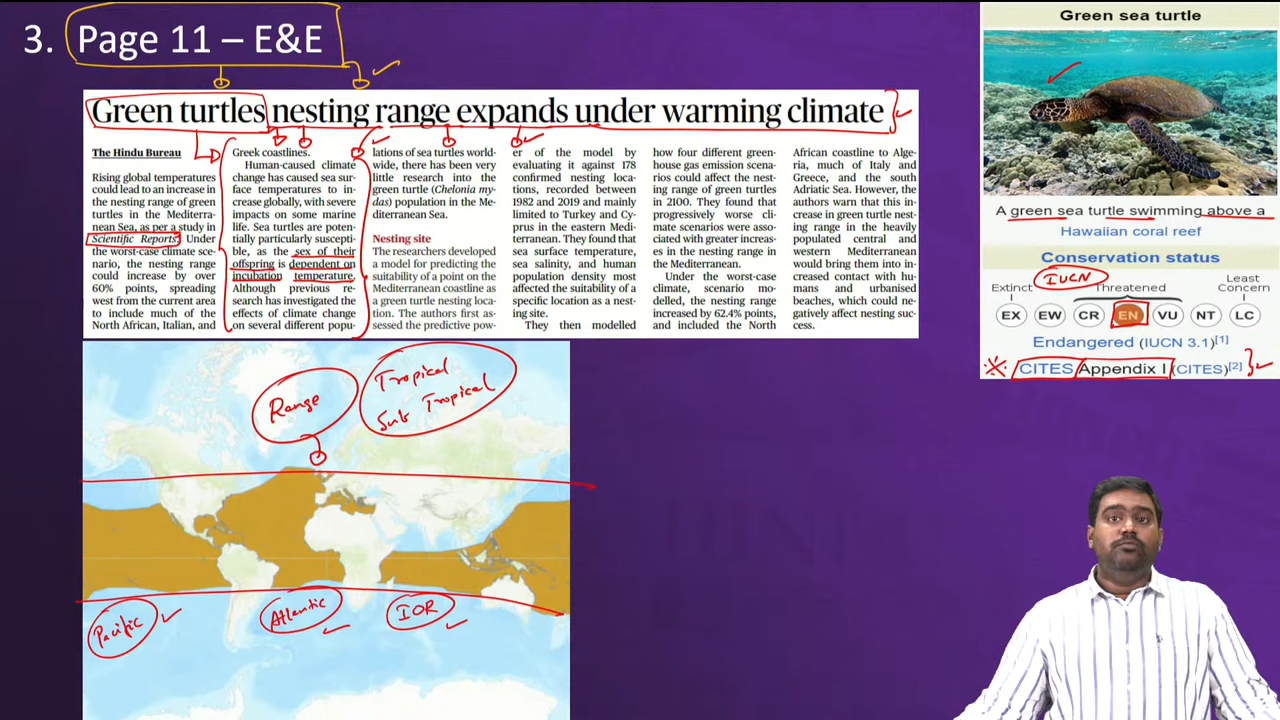 3. Page 11 – E&E
Green turtles nesting range expands under warming climate
The Hindu Bureau
Rising global temperatures
could lead to an increase in
the nesting range of green
turtles in the Mediterra-
nean Sea, as per a study in
Scientific Reports. Under
the worst-case climate sce-
nario, the nesting range
could increase by over
60% points, spreading
west from the current area
to include much of the
North African, Italian, and
Greek coastlines.
Human-caused climate
change has caused sea sur-
face temperatures to in-
crease globally, with severe
impacts on some marine
life. Sea turtles are poten-
tially particularly suscepti-
ble, as the sex of their
offspring is dependent on
incubation temperature.
Although previous re-
search has investigated the
effects of climate change
on several different popu-
lations of sea turtles world-
wide, there has been very
little research into the
green turtle (Chelonia my-
das) population in the Me-
diterranean Sea.
Nesting site
The researchers developed
a model for predicting the
suitability of a point on the
Mediterranean coastline as
a green turtle nesting loca-
tion. The authors first as-
sessed the predictive pow-
er of the model by
evaluating it against 178
confirmed nesting loca-
tions, recorded between
1982 and 2019 and mainly
limited to Turkey and Cy-
prus in the eastern Medi-
terranean. They found that
sea surface temperature,
sea salinity, and human
population density most
affected the suitability of a
specific location as a nest-
ing site.
They then modelled
how four different green-
house gas emission scena-
rios could affect the nest-
ing range of green turtles
in 2100. They found that
progressively worse cli-
mate scenarios were asso-
ciated with greater increas-
es in the nesting range in
the Mediterranean.
Under the worst-case
climate, scenario mo-
delled, the nesting range
increased by 62.4% points,
and included the North
African coastline to Alge-
ria, much of Italy and
Greece, and the south
Adriatic Sea. However, the
authors warn that this in-
crease in green turtle nest-
ing range in the heavily
populated central and
western Mediterranean
would bring them into in-
creased contact with hu-
mans and urbanised
beaches, which could ne-
gatively affect nesting suc-
cess.
Green sea turtle
A green sea turtle swimming above a
Hawaiian coral reef
Conservation status
IUCN
Extinct Threatened Least
Concern
EX EW CR EN VU NT LC
Endangered (IUCN 3.1)[1]
CITES Appendix I (CITES)[2]
Range
Tropical
Sub Tropical
Pacific
Atlantic
IOR